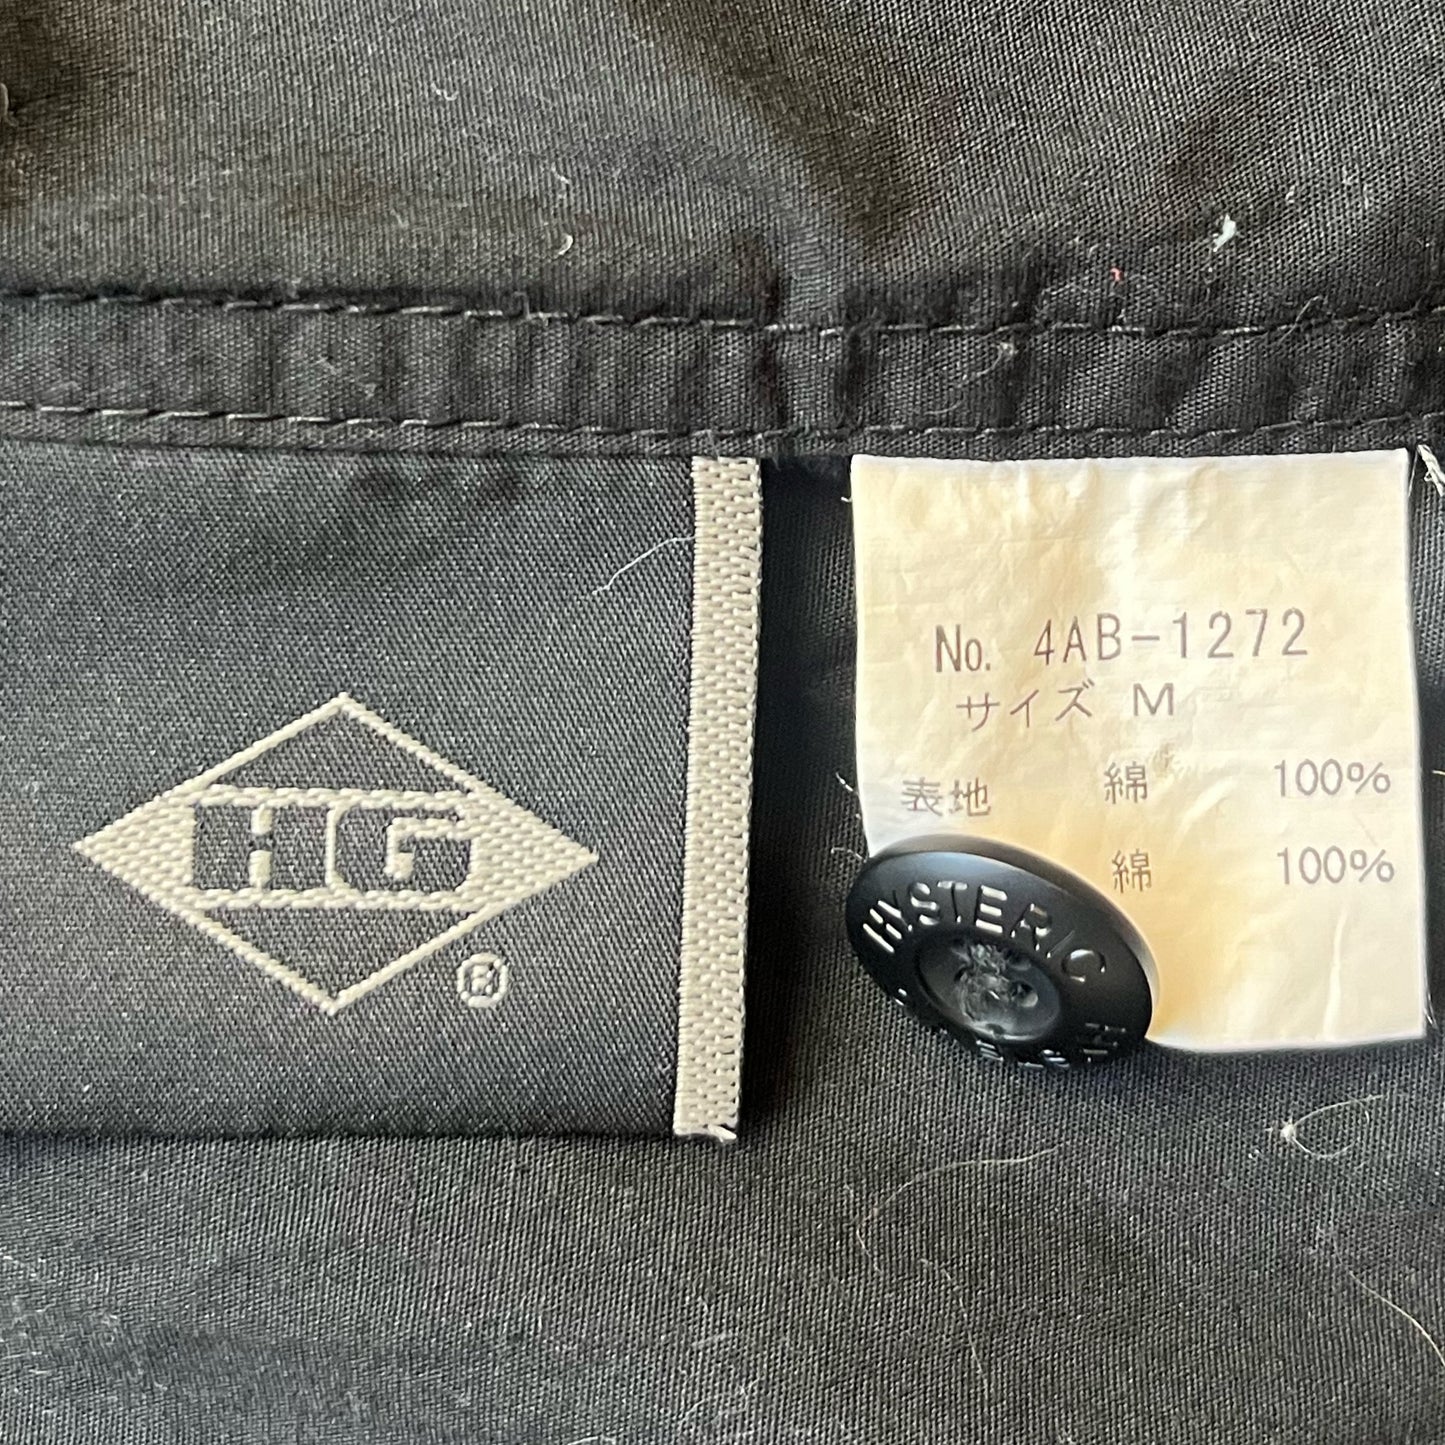 HG
®
No. 4AB-1272
サイズ M
表地 綿 100%
綿 100%
HYSTERIC